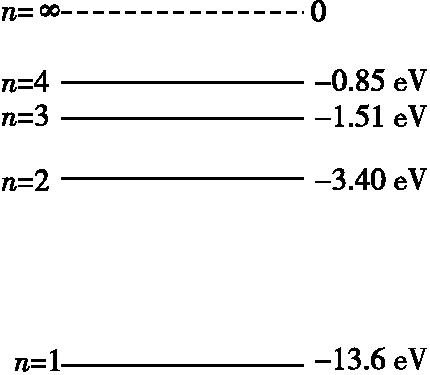 n=∞ 0
n=4 −0.85 eV
n=3 −1.51 eV
n=2 −3.40 eV
n=1 −13.6 eV